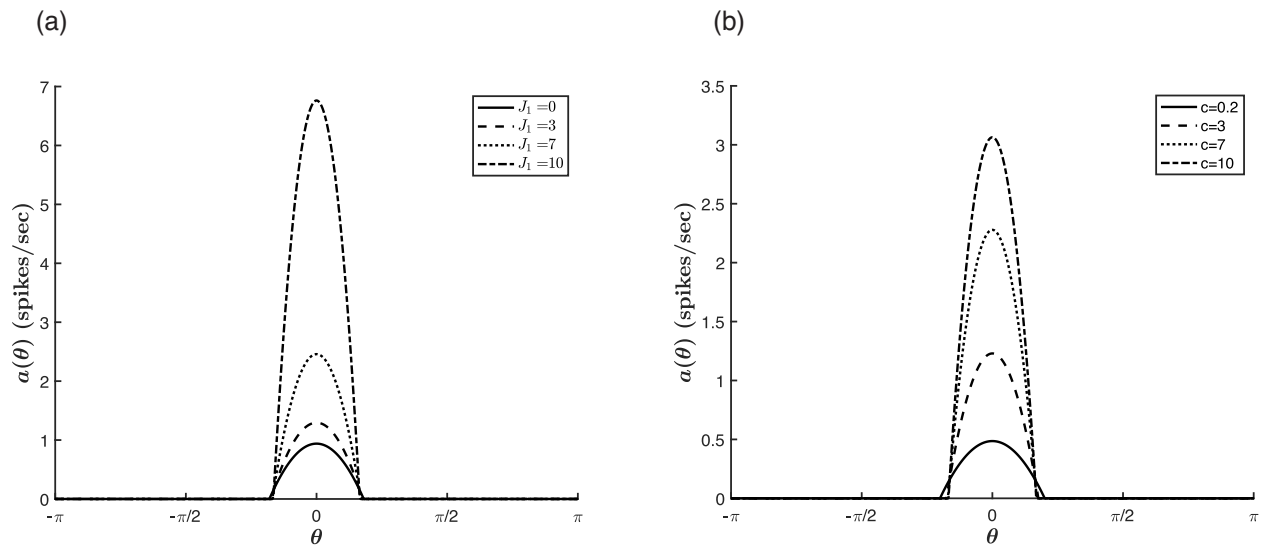 (a)
7
6
5
4
3
2
1
0
a(θ) (spikes/sec)
J₁ =0
J₁ =3
J₁ =7
J₁ =10
-π
-π/2
0
π/2
π
θ
(b)
3.5
3
2.5
2
1.5
1
0.5
0
a(θ) (spikes/sec)
c=0.2
c=3
c=7
c=10
-π
-π/2
0
π/2
π
θ